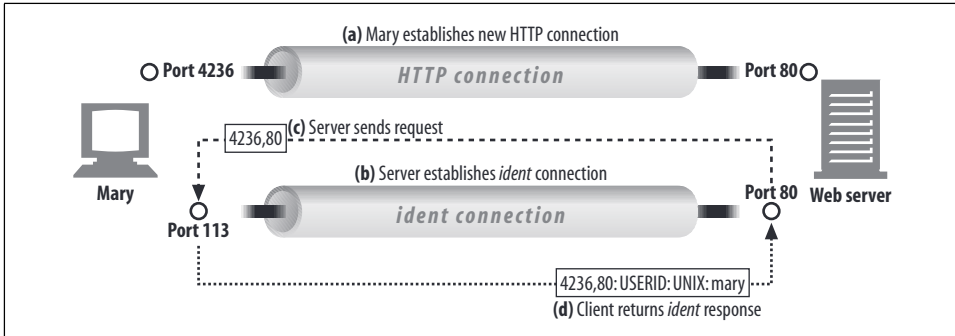 (a) Mary establishes new HTTP connection
Port 4236
HTTP connection
Port 80
4236,80
(c) Server sends request
Mary
(b) Server establishes ident connection
Port 80
Web server
Port 113
ident connection
4236,80: USERID: UNIX: mary
(d) Client returns ident response